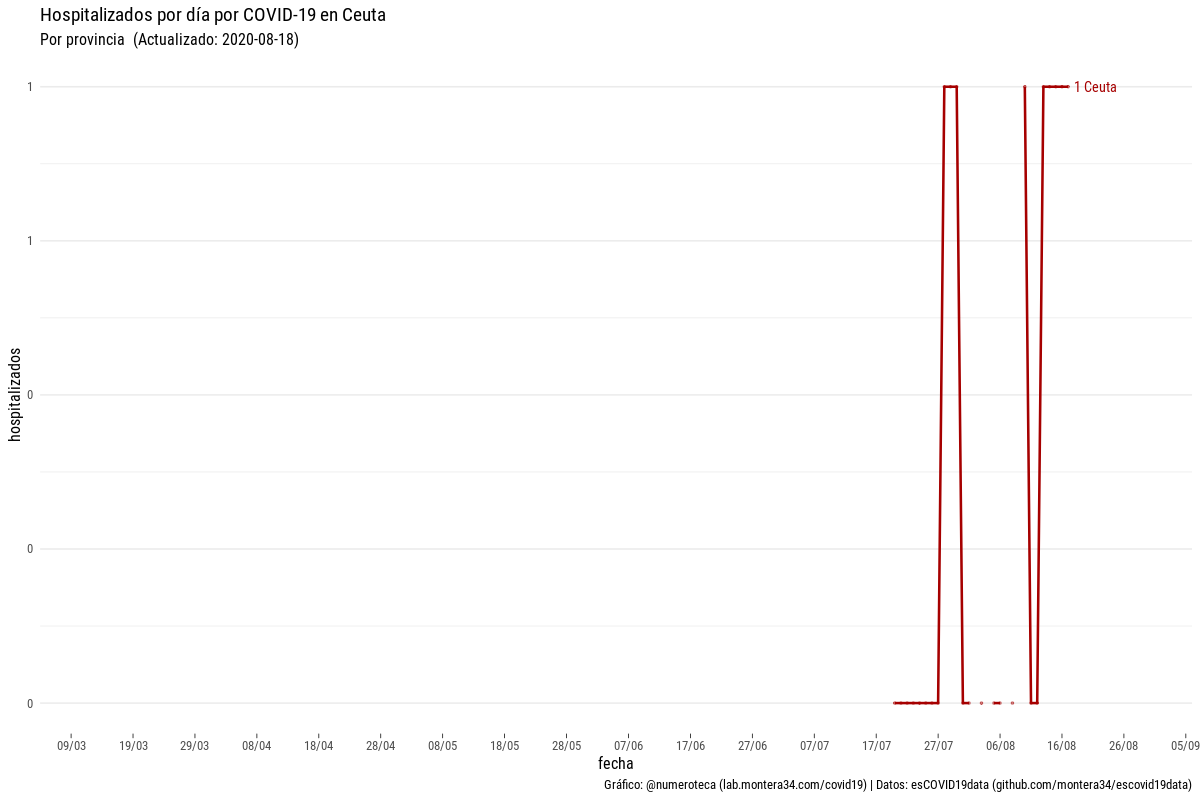 Hospitalizados por día por COVID-19 en Ceuta
Por provincia  (Actualizado: 2020-08-18)
1
1 Ceuta
1
hospitalizados
0
0
0
09/03 19/03 29/03 08/04 18/04 28/04 08/05 18/05 28/05 07/06 17/06 27/06 07/07 17/07 27/07 06/08 16/08 26/08 05/09
fecha
Gráfico: @numeroteca (lab.montera34.com/covid19) | Datos: esCOVID19data (github.com/montera34/escovid19data)